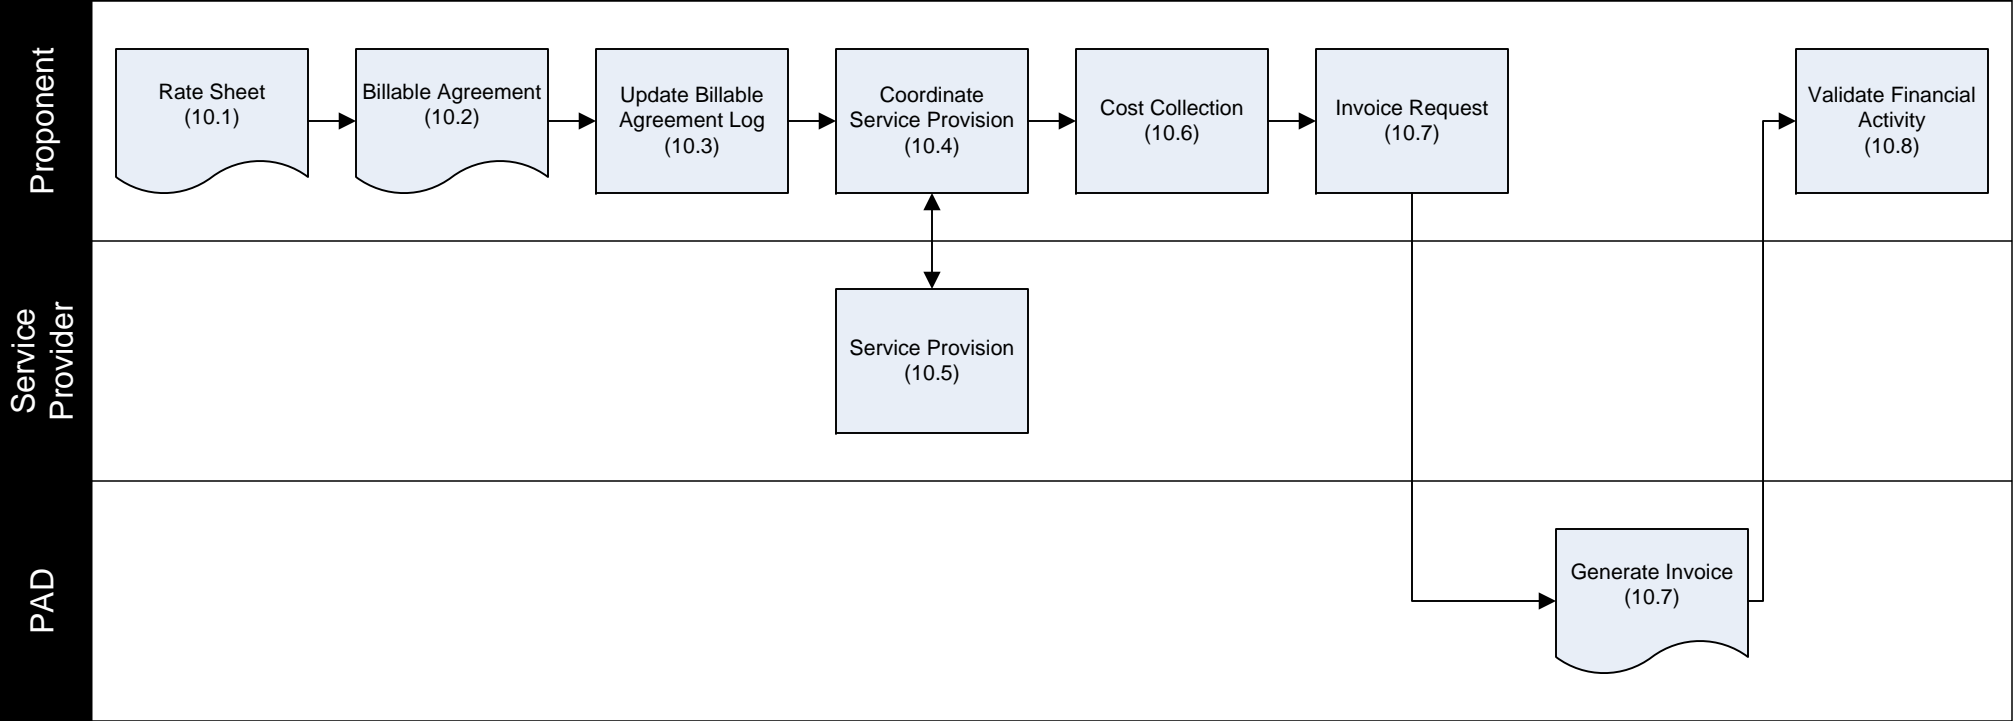 Proponent
Rate Sheet
(10.1)
Billable Agreement
(10.2)
Update Billable
Agreement Log
(10.3)
Coordinate
Service Provision
(10.4)
Cost Collection
(10.6)
Invoice Request
(10.7)
Validate Financial
Activity
(10.8)
Service
Provider
Service Provision
(10.5)
PAD
Generate Invoice
(10.7)